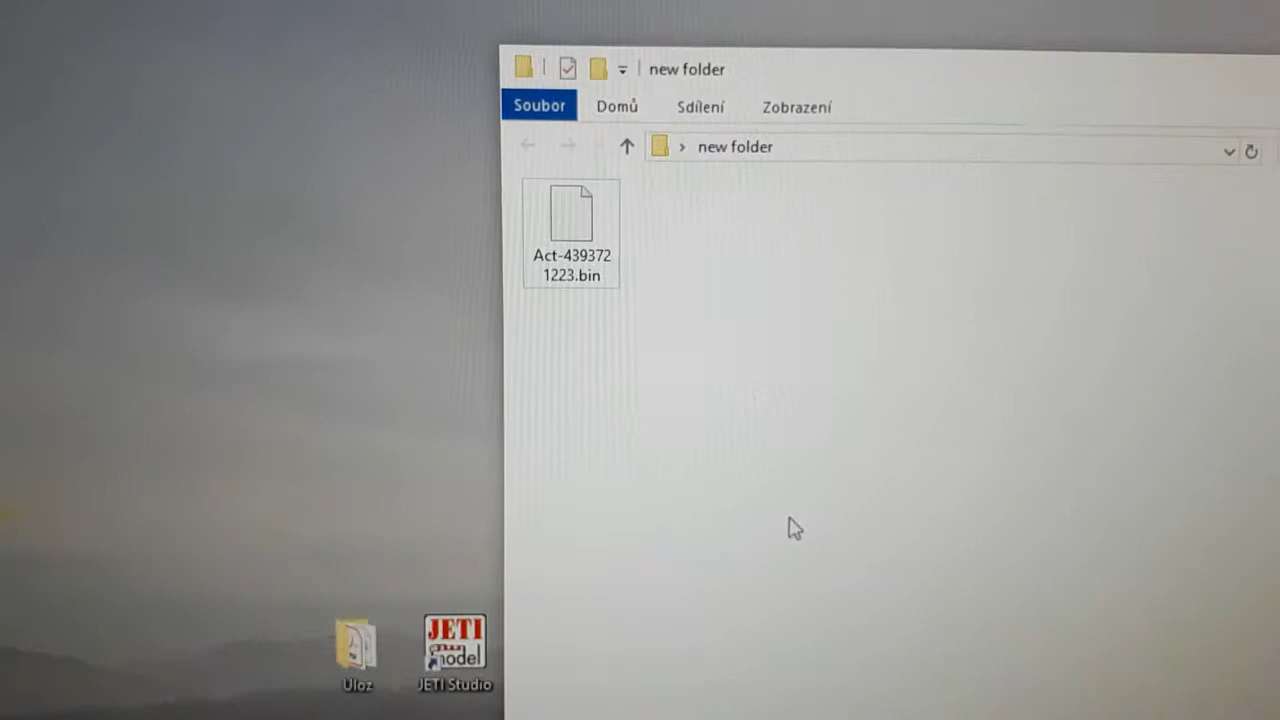 new folder
Soubor Domů Sdílení Zobrazení
new folder
Act-439372
1223.bin
JETI
model
Uloz JETI Studio